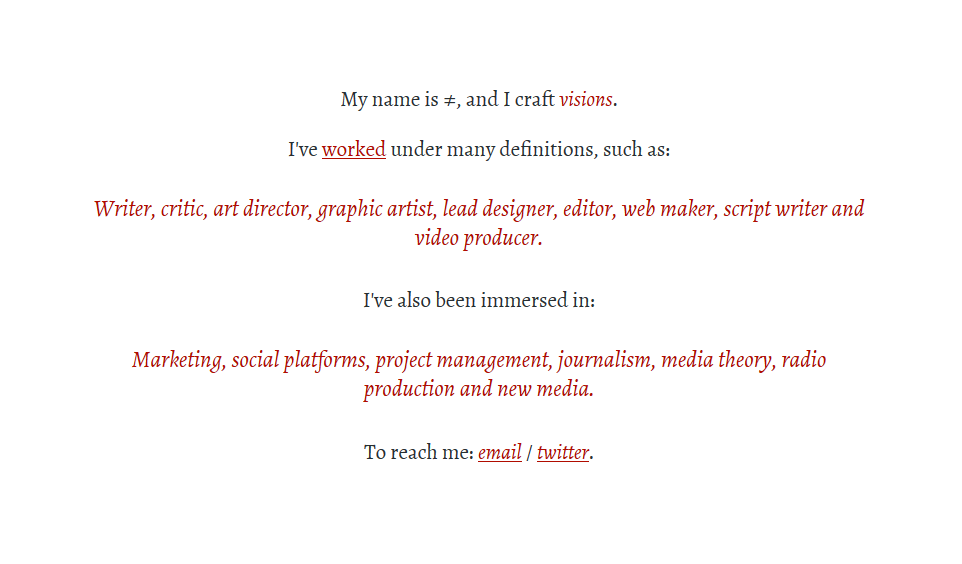 My name is ≠, and I craft visions.
I've worked under many definitions, such as:
Writer, critic, art director, graphic artist, lead designer, editor, web maker, script writer and
video producer.
I've also been immersed in:
Marketing, social platforms, project management, journalism, media theory, radio
production and new media.
To reach me: email / twitter.